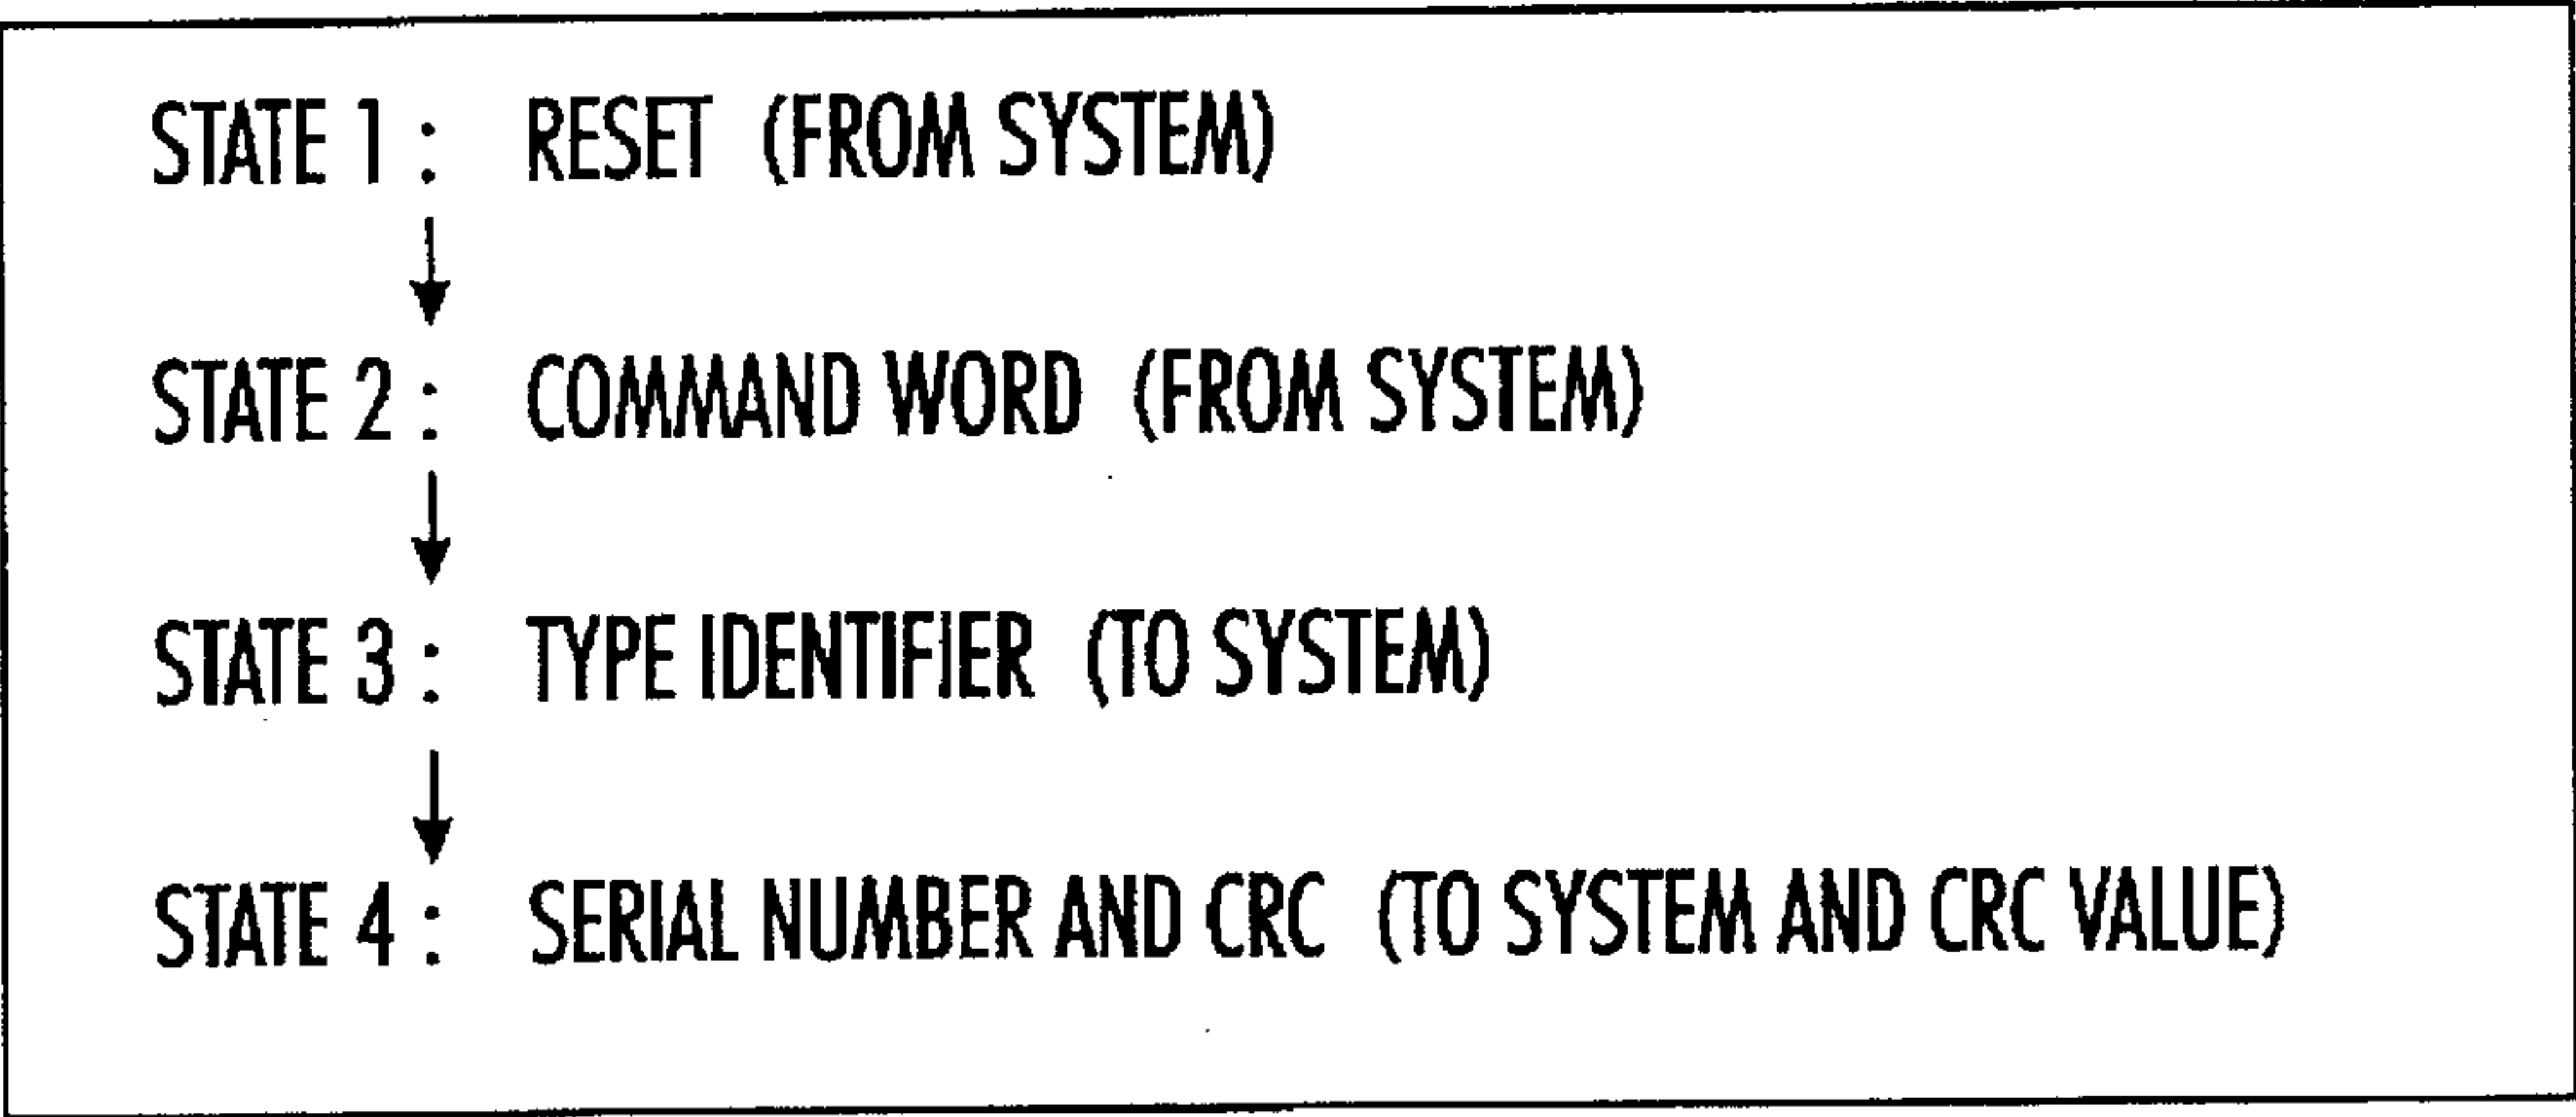 STATE 1 : RESET (FROM SYSTEM)
STATE 2 : COMMAND WORD (FROM SYSTEM)
STATE 3 : TYPE IDENTIFIER (TO SYSTEM)
STATE 4 : SERIAL NUMBER AND CRC (TO SYSTEM AND CRC VALUE)